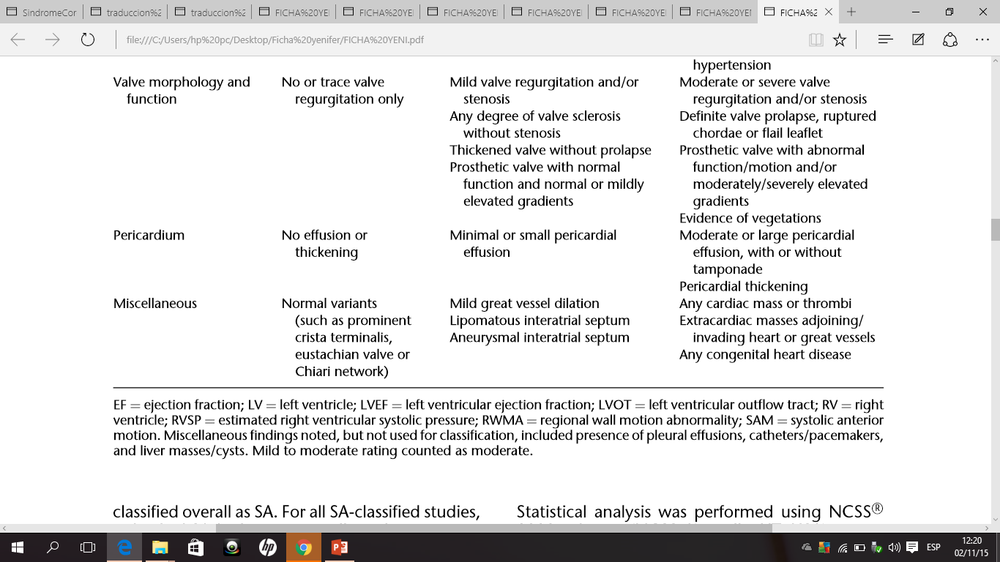 SindromeCor
traduccion%2
traduccion%2
FICHA%20YEI
FICHA%20YEI
FICHA%20YEI
FICHA%20YEI
FICHA%20YEI
FICHA%20YEN
FICHA%2
file:///C:/Users/hp%20pc/Desktop/Ficha%20yenifer/FICHA%20YENI.pdf
hypertension
Valve morphology and
function
No or trace valve
regurgitation only
Mild valve regurgitation and/or
stenosis
Any degree of valve sclerosis
without stenosis
Thickened valve without prolapse
Prosthetic valve with normal
function and normal or mildly
elevated gradients
Moderate or severe valve
regurgitation and/or stenosis
Definite valve prolapse, ruptured
chordae or flail leaflet
Prosthetic valve with abnormal
function/motion and/or
moderately/severely elevated
gradients
Evidence of vegetations
Pericardium
No effusion or
thickening
Minimal or small pericardial
effusion
Moderate or large pericardial
effusion, with or without
tamponade
Pericardial thickening
Miscellaneous
Normal variants
(such as prominent
crista terminalis,
eustachian valve or
Chiari network)
Mild great vessel dilation
Lipomatous interatrial septum
Aneurysmal interatrial septum
Any cardiac mass or thrombi
Extracardiac masses adjoining/
invading heart or great vessels
Any congenital heart disease
EF = ejection fraction; LV = left ventricle; LVEF = left ventricular ejection fraction; LVOT = left ventricular outflow tract; RV = right
ventricle; RVSP = estimated right ventricular systolic pressure; RWMA = regional wall motion abnormality; SAM = systolic anterior
motion. Miscellaneous findings noted, but not used for classification, included presence of pleural effusions, catheters/pacemakers,
and liver masses/cysts. Mild to moderate rating counted as moderate.
classified overall as SA. For all SA-classified studies,
Statistical analysis was performed using NCSS®
hp
ESP
12:20
02/11/15